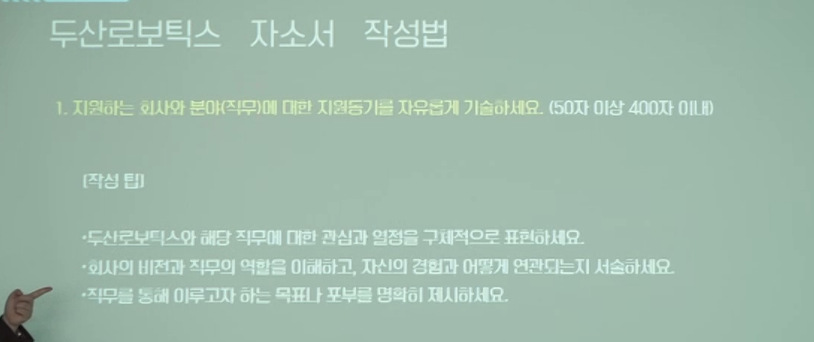 두산로보틱스 자소서 작성법
1. 지원하는 회사와 분야(직무)에 대한 지원동기를 자유롭게 기술하세요. (50자 이상 400자 이내)
[작성 팁]
•두산로보틱스와 해당 직무에 대한 관심과 열정을 구체적으로 표현하세요.
•회사의 비전과 직무의 역할을 이해하고, 자신의 경험과 어떻게 연관되는지 서술하세요.
•직무를 통해 이루고자 하는 목표나 포부를 명확히 제시하세요.